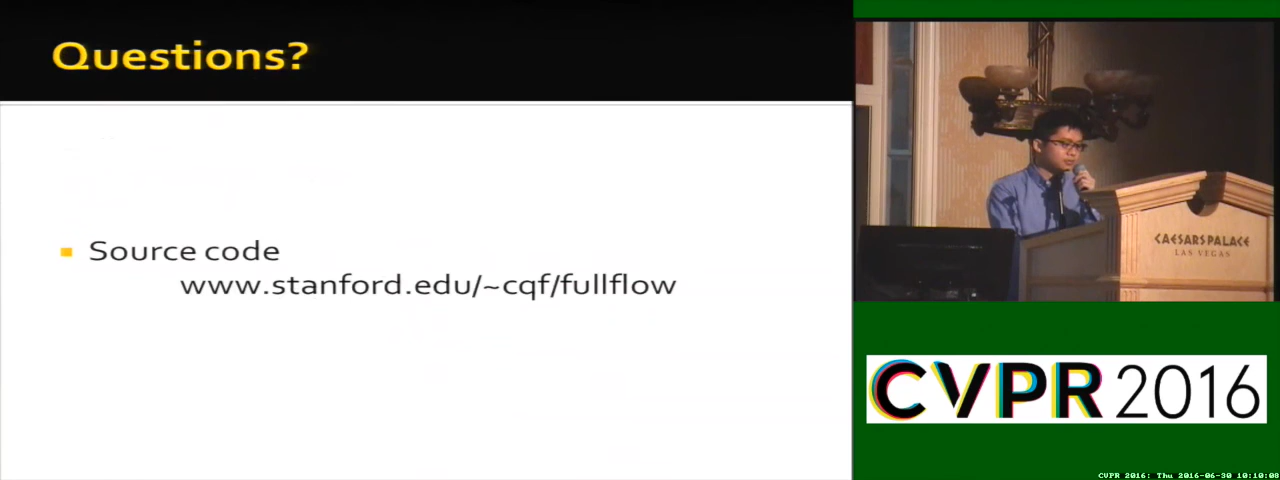 Questions?
Source code
www.stanford.edu/~cqf/fullflow
CAESARS PALACE
LAS VEGAS
CVPR 2016
CVPR 2016: Thu 2016-06-30 10:10:08